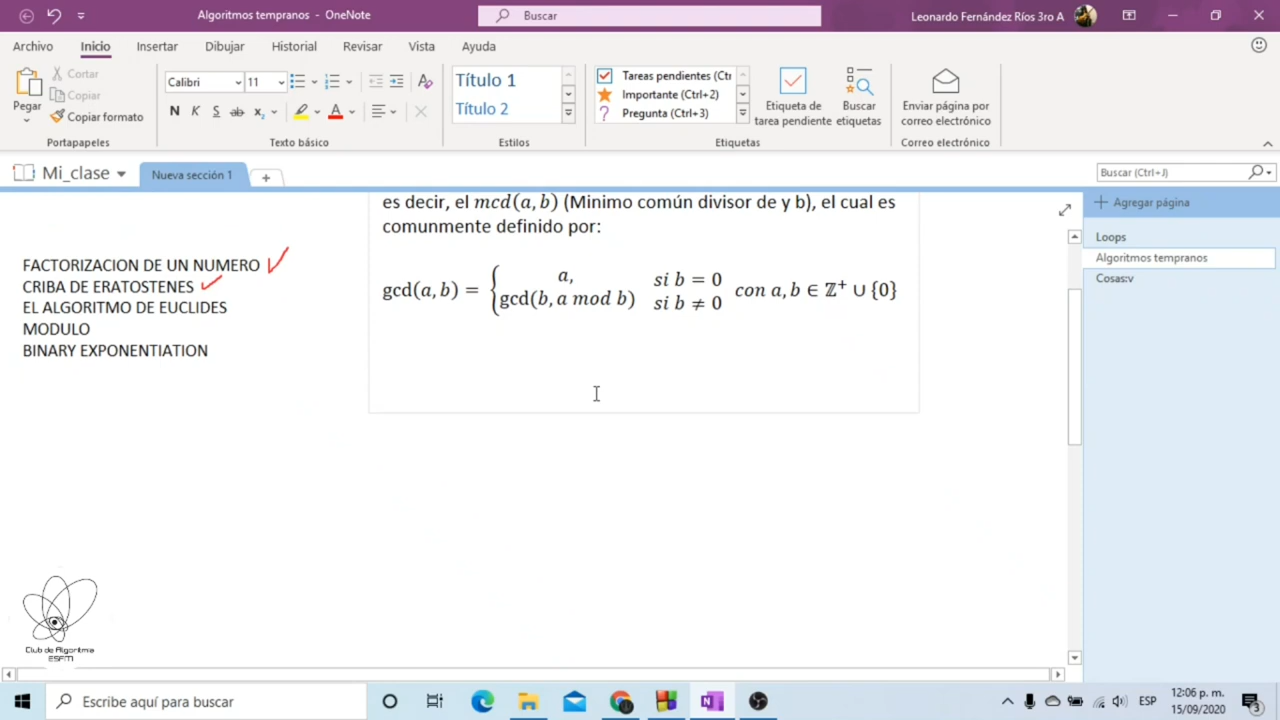 Algoritmos tempranos - OneNote
Buscar
Leonardo Fernández Ríos 3ro A
Archivo Inicio Insertar Dibujar Historial Revisar Vista Ayuda
Pegar
Cortar
Copiar
Copiar formato
Portapapeles
Calibri 11
N K S ab x₂ A
Texto básico
Título 1
Título 2
Estilos
Tareas pendientes (Ctr
Importante (Ctrl+2)
Pregunta (Ctrl+3)
Etiqueta de
tarea pendiente
Buscar
etiquetas
Etiquetas
Enviar página por
correo electrónico
Correo electrónico
Mi_clase
Nueva sección 1
Buscar (Ctrl+J)
Agregar página
Loops
Algoritmos tempranos
Cosas:v
es decir, el mcd(a, b) (Minimo común divisor de y b), el cual es
comunmente definido por:
gcd(a, b) = { a, si b = 0
gcd(b, a mod b) si b ≠ 0 con a, b ∈ ℤ⁺ ∪ {0}
FACTORIZACION DE UN NUMERO
CRIBA DE ERATOSTENES
EL ALGORITMO DE EUCLIDES
MODULO
BINARY EXPONENTIATION
Club de Algoritmia
ESFM
Escribe aquí para buscar
ESP
12:06 p. m.
15/09/2020
3